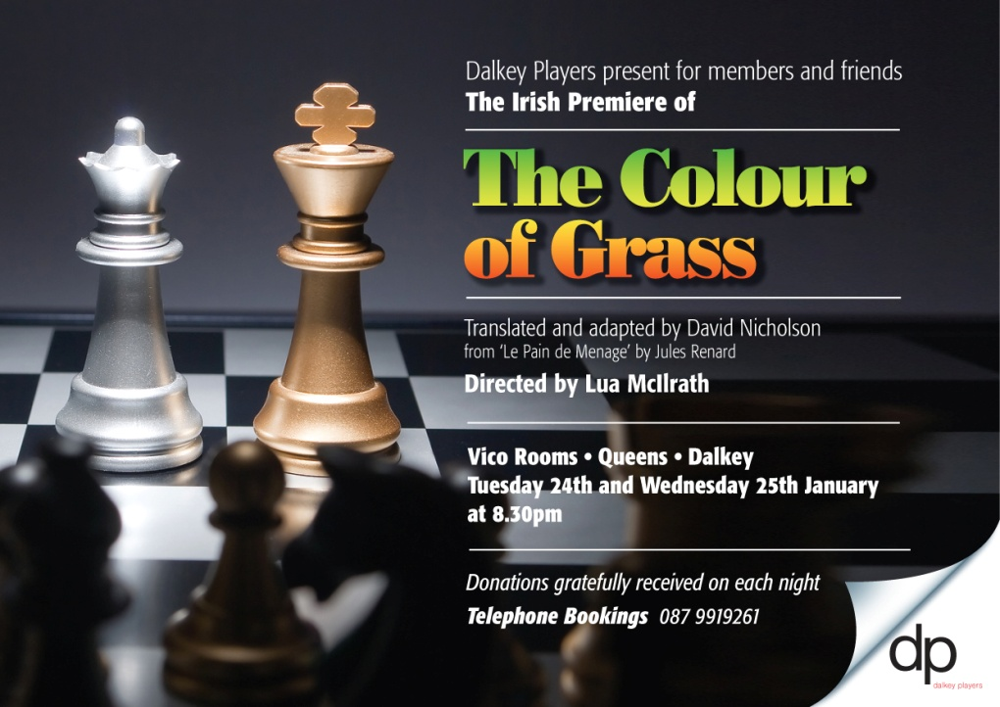 Dalkey Players present for members and friends
The Irish Premiere of
The Colour
of Grass
Translated and adapted by David Nicholson
from ‘Le Pain de Menage’ by Jules Renard
Directed by Lua McIlrath
Vico Rooms • Queens • Dalkey
Tuesday 24th and Wednesday 25th January
at 8.30pm
Donations gratefully received on each night
Telephone Bookings 087 9919261
dp
dalkey players